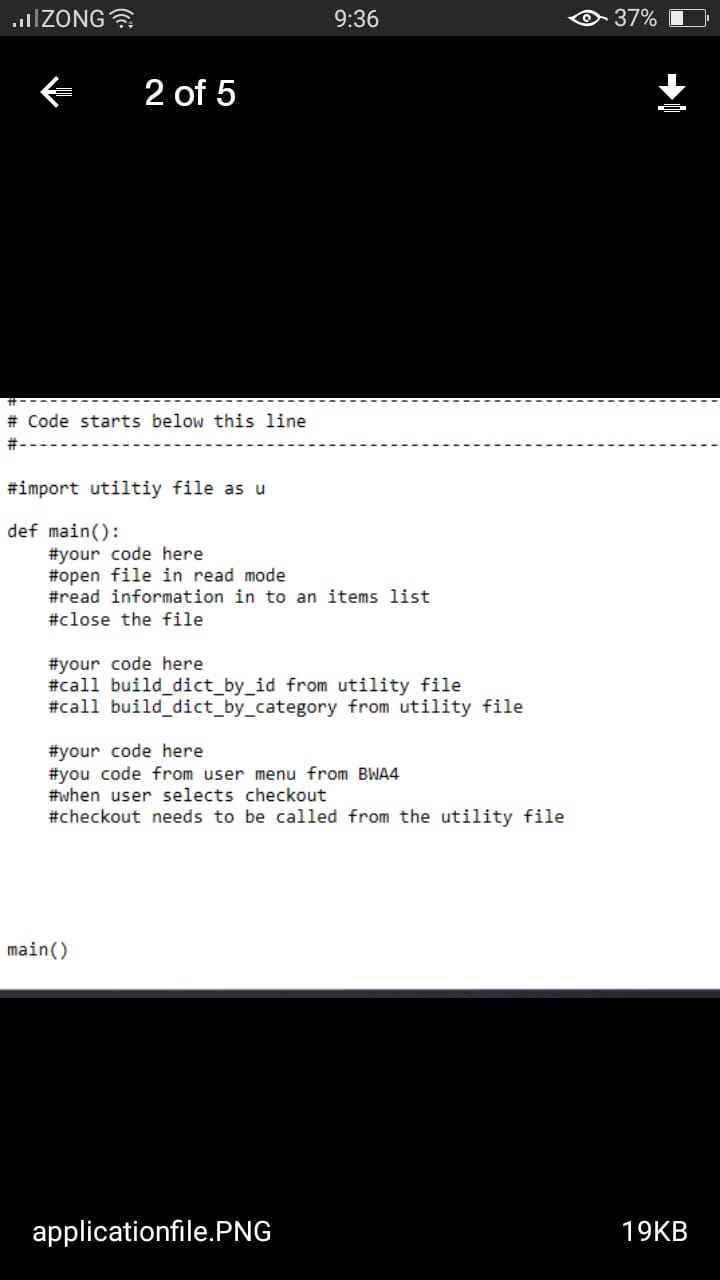 ZONG 9:36 37%
2 of 5
#----------------------------------------------------------------------
# Code starts below this line
#----------------------------------------------------------------------
#import utiltiy file as u
def main():
    #your code here
    #open file in read mode
    #read information in to an items list
    #close the file
    #your code here
    #call build_dict_by_id from utility file
    #call build_dict_by_category from utility file
    #your code here
    #you code from user menu from BWA4
    #when user selects checkout
    #checkout needs to be called from the utility file
main()
applicationfile.PNG 19KB